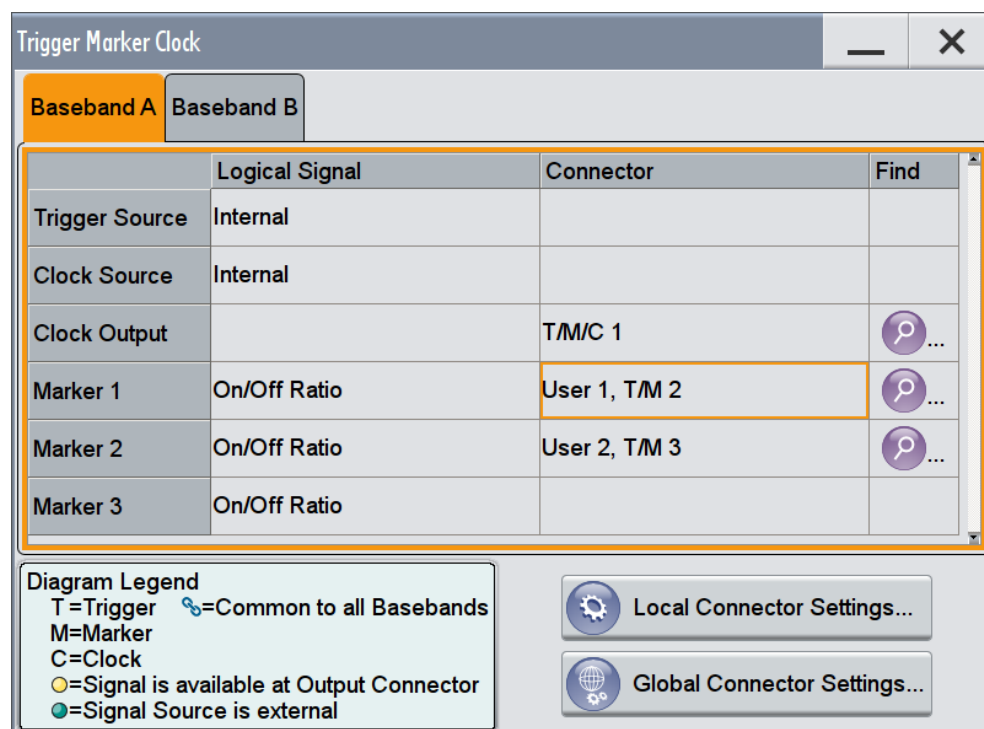 Trigger Marker Clock
Baseband A Baseband B
Logical Signal Connector Find
Trigger Source Internal
Clock Source Internal
Clock Output T/M/C 1 ...
Marker 1 On/Off Ratio User 1, T/M 2 ...
Marker 2 On/Off Ratio User 2, T/M 3 ...
Marker 3 On/Off Ratio
Diagram Legend
T =Trigger =Common to all Basebands
M=Marker
C=Clock
=Signal is available at Output Connector
=Signal Source is external
Local Connector Settings...
Global Connector Settings...